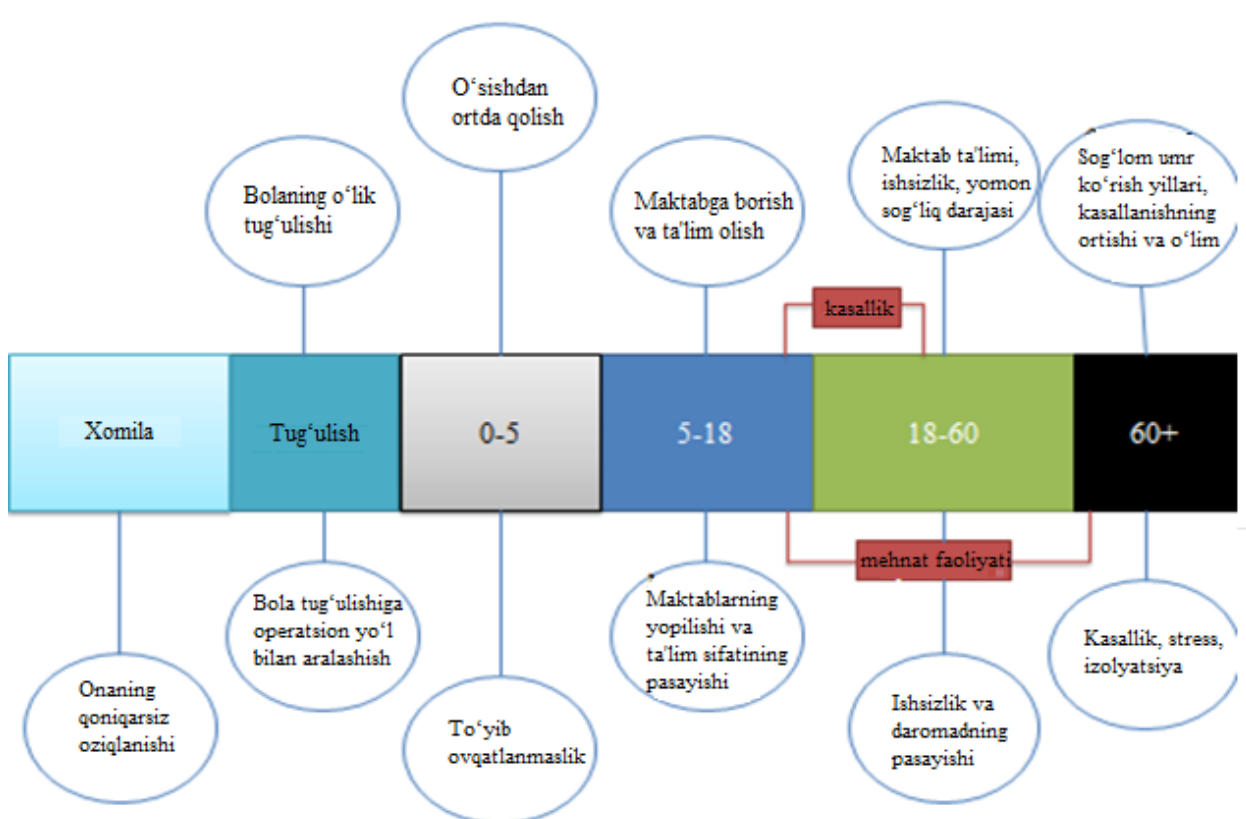 O‘sishdan
ortda qolish
Bolaning o‘lik
tug‘ulishi
Maktabga borish
va ta'lim olish
Maktab ta'limi,
ishsizlik, yomon
sog‘liq darajasi
Sog‘lom umr
ko‘rish yillari,
kasallanishning
ortishi va o‘lim
kasallik
Xomila
Tug‘ulish
0-5
5-18
18-60
60+
mehnat faoliyati
Onaning
qoniqarsiz
oziqlanishi
Bola tug‘ulishiga
operatsion yo‘l
bilan aralashish
To‘yib
ovqatlanmaslik
Maktablarning
yopilishi va
ta'lim sifatining
pasayishi
Ishsizlik va
daromadning
pasayishi
Kasallik, stress,
izolyatsiya